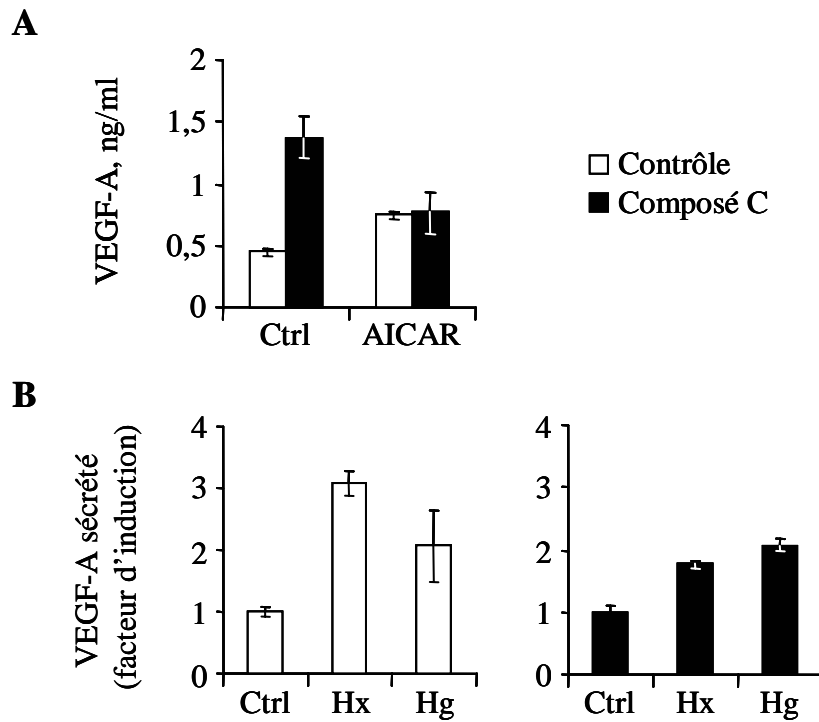 A
VEGF-A, ng/ml
2
1,5
1
0,5
0
Ctrl
AICAR
Contrôle
Composé C
B
VEGF-A sécrété
(facteur d'induction)
4
3
2
1
0
Ctrl
Hx
Hg
4
3
2
1
0
Ctrl
Hx
Hg